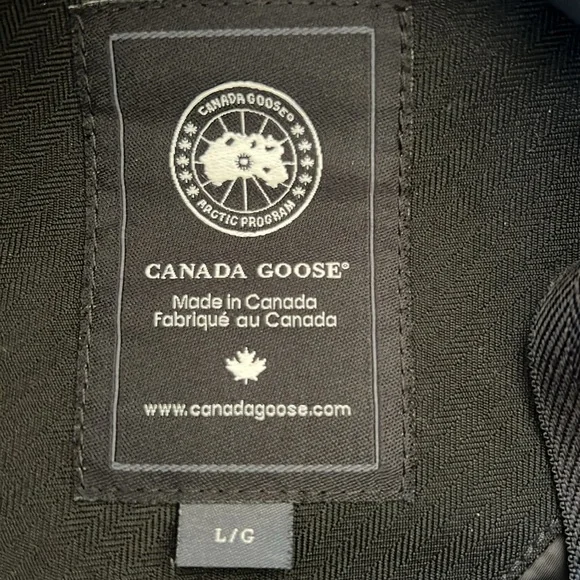 CANADA GOOSE®
ARCTIC PROGRAM
CANADA GOOSE®
Made in Canada
Fabriqué au Canada
www.canadagoose.com
L/G